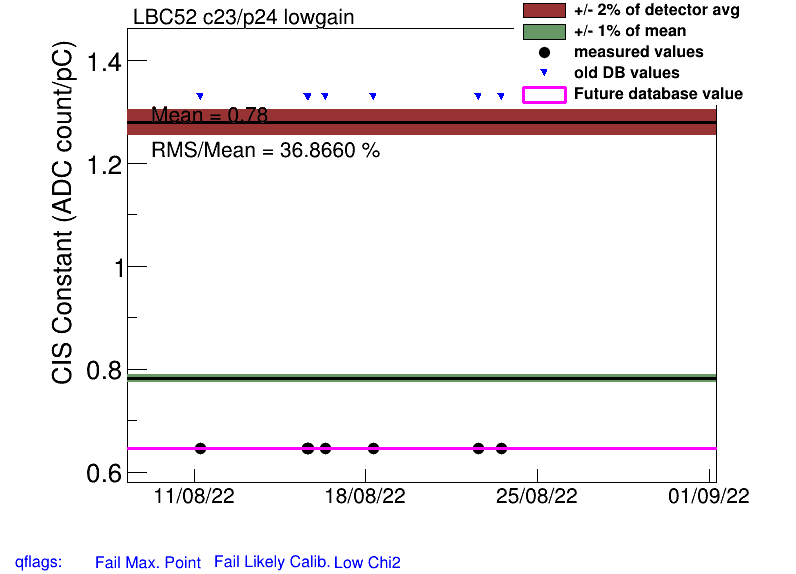 LBC52 c23/p24 lowgain
+/- 2% of detector avg
+/- 1% of mean
measured values
old DB values
Future database value
CIS Constant (ADC count/pC)
1.4
1.2
1
0.8
0.6
Mean = 0.78
RMS/Mean = 36.8660 %
11/08/22 18/08/22 25/08/22 01/09/22
qflags: Fail Max. Point Fail Likely Calib. Low Chi2